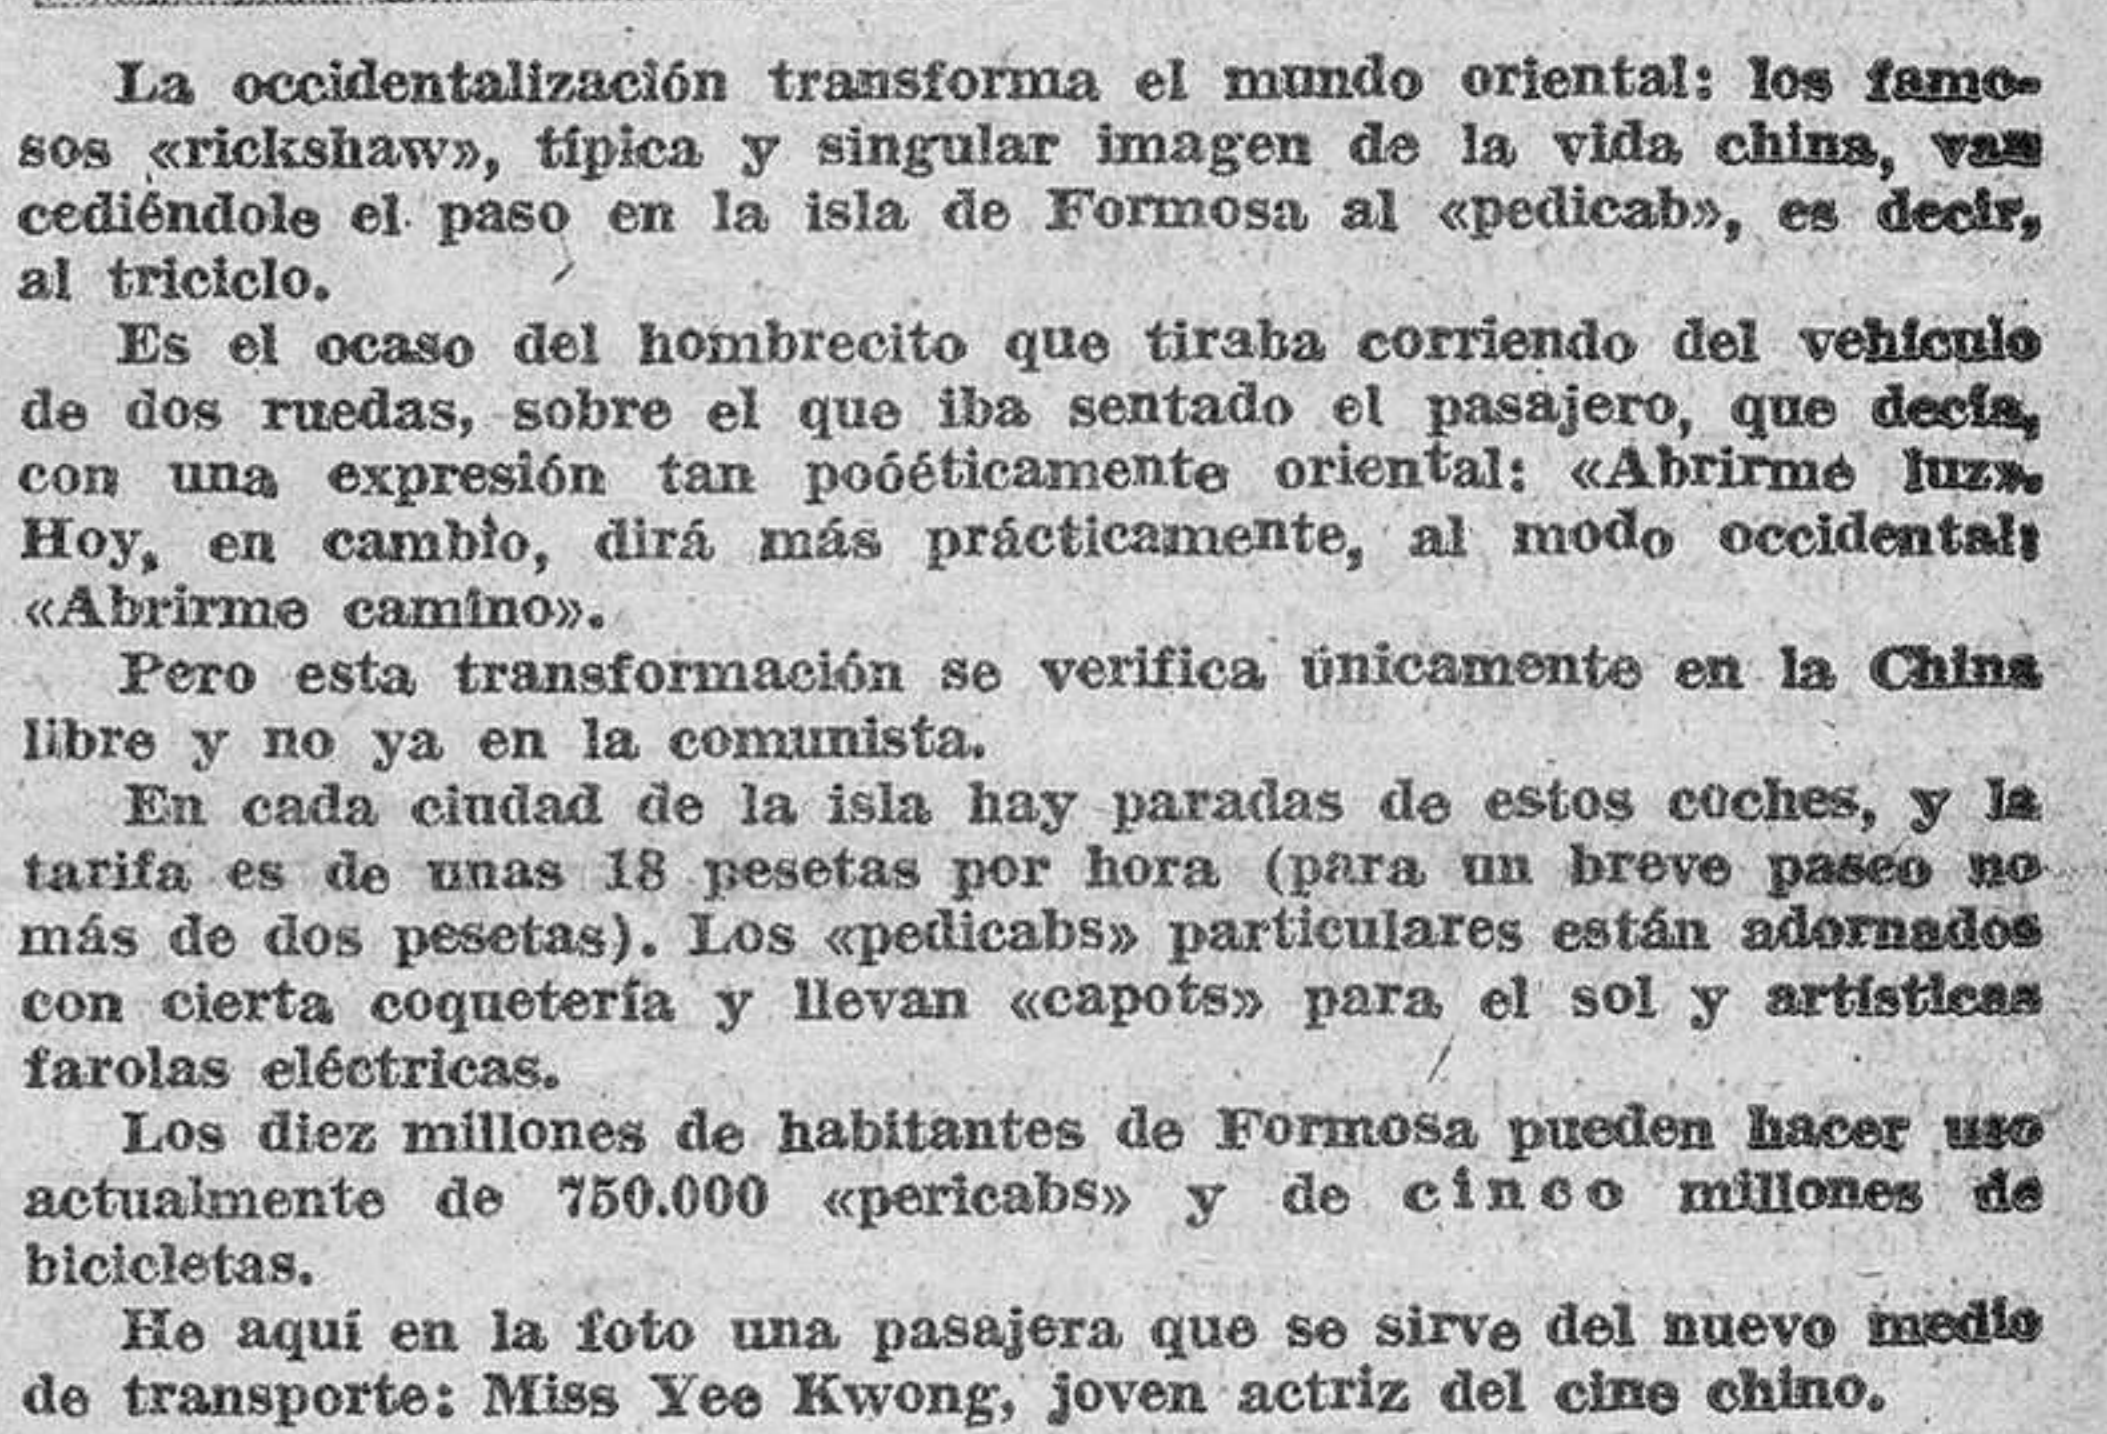 La occidentalización transforma el mundo oriental: los famo-
sos «rickshaw», típica y singular imagen de la vida china, van
cediéndole el paso en la isla de Formosa al «pedicab», es decir,
al triciclo.
Es el ocaso del hombrecito que tiraba corriendo del vehículo
de dos ruedas, sobre el que iba sentado el pasajero, que decía,
con una expresión tan poóéticamente oriental: «Abrirme luz».
Hoy, en cambio, dirá más prácticamente, al modo occidental:
«Abrirme camino».
Pero esta transformación se verifica únicamente en la China
libre y no ya en la comunista.
En cada ciudad de la isla hay paradas de estos coches, y la
tarifa es de unas 18 pesetas por hora (para un breve paseo no
más de dos pesetas). Los «pedicabs» particulares están adornados
con cierta coquetería y llevan «capots» para el sol y artísticas
farolas eléctricas.
Los diez millones de habitantes de Formosa pueden hacer uso
actualmente de 750.000 «pericabs» y de cinco millones de
bicicletas.
He aquí en la foto una pasajera que se sirve del nuevo medio
de transporte: Miss Yee Kwong, joven actriz del cine chino.